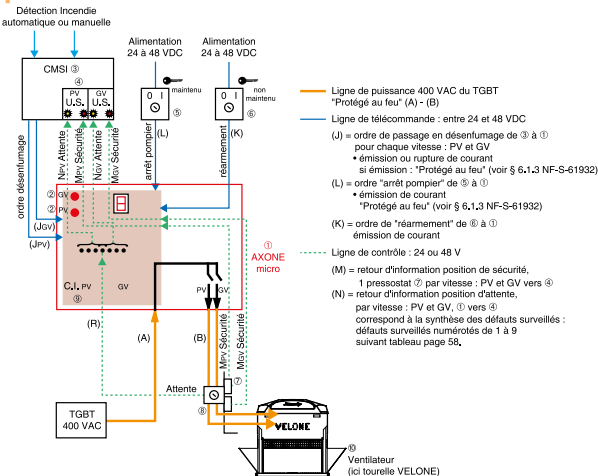 Détection Incendie
automatique ou manuelle
Alimentation
24 à 48 VDC
Alimentation
24 à 48 VDC
CMSI ③
④
PV
U.S.
GV
U.S.
maintenu
0 I
⑤
non
maintenu
0 I
⑥
(L)
(K)
ordre désenfumage
NPV Attente
MPV Sécurité
NGV Attente
MGV Sécurité
arrêt pompier
réarmement
② GV
② PV
(JGV)
(JPV)
①
AXONE
micro
C.I. PV
GV
⑨
PV
GV
(R)
(A)
(B)
MPV Sécurité
MGV Sécurité
Attente
⑦
⑧
TGBT
400 VAC
VELONE
⑩
Ventilateur
(ici tourelle VELONE)
Ligne de puissance 400 VAC du TGBT
"Protégé au feu" (A) - (B)
Ligne de télécommande : entre 24 et 48 VDC
(J) = ordre de passage en désenfumage de ③ à ①
pour chaque vitesse : PV et GV
• émission ou rupture de courant
si émission : "Protégé au feu" (voir § 6.1.3 NF-S-61932)
(L) = ordre "arrêt pompier" de ⑤ à ①
• émission de courant
"Protégé au feu" (voir § 6.1.3 NF-S-61932)
(K) = ordre de "réarmement" de ⑥ à ①
émission de courant
Ligne de contrôle : 24 ou 48 V
(M) = retour d'information position de sécurité,
1 pressostat ⑦ par vitesse : PV et GV vers ④
(N) = retour d'information position d'attente,
par vitesse : PV et GV, ① vers ④
correspond à la synthèse des défauts surveillés :
défauts surveillés numérotés de 1 à 9
suivant tableau page 58.